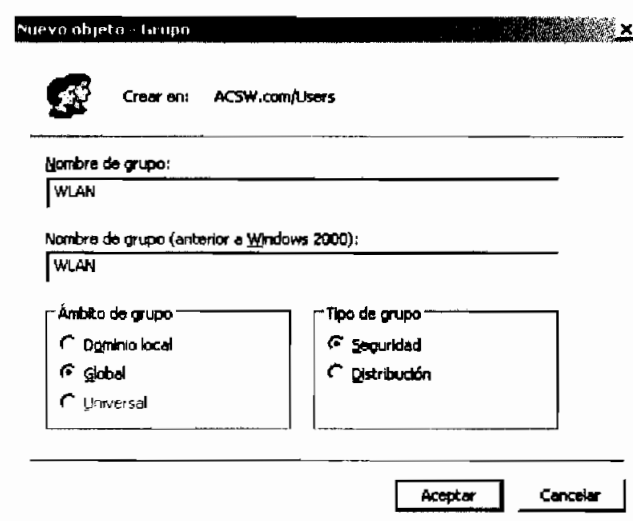 Nuevo objeto - Grupo
Crear en: ACSW.com/Users
Nombre de grupo:
WLAN
Nombre de grupo (anterior a Windows 2000):
WLAN
Ámbito de grupo
Dominio local
Global
Universal
Tipo de grupo
Seguridad
Distribución
Aceptar
Cancelar